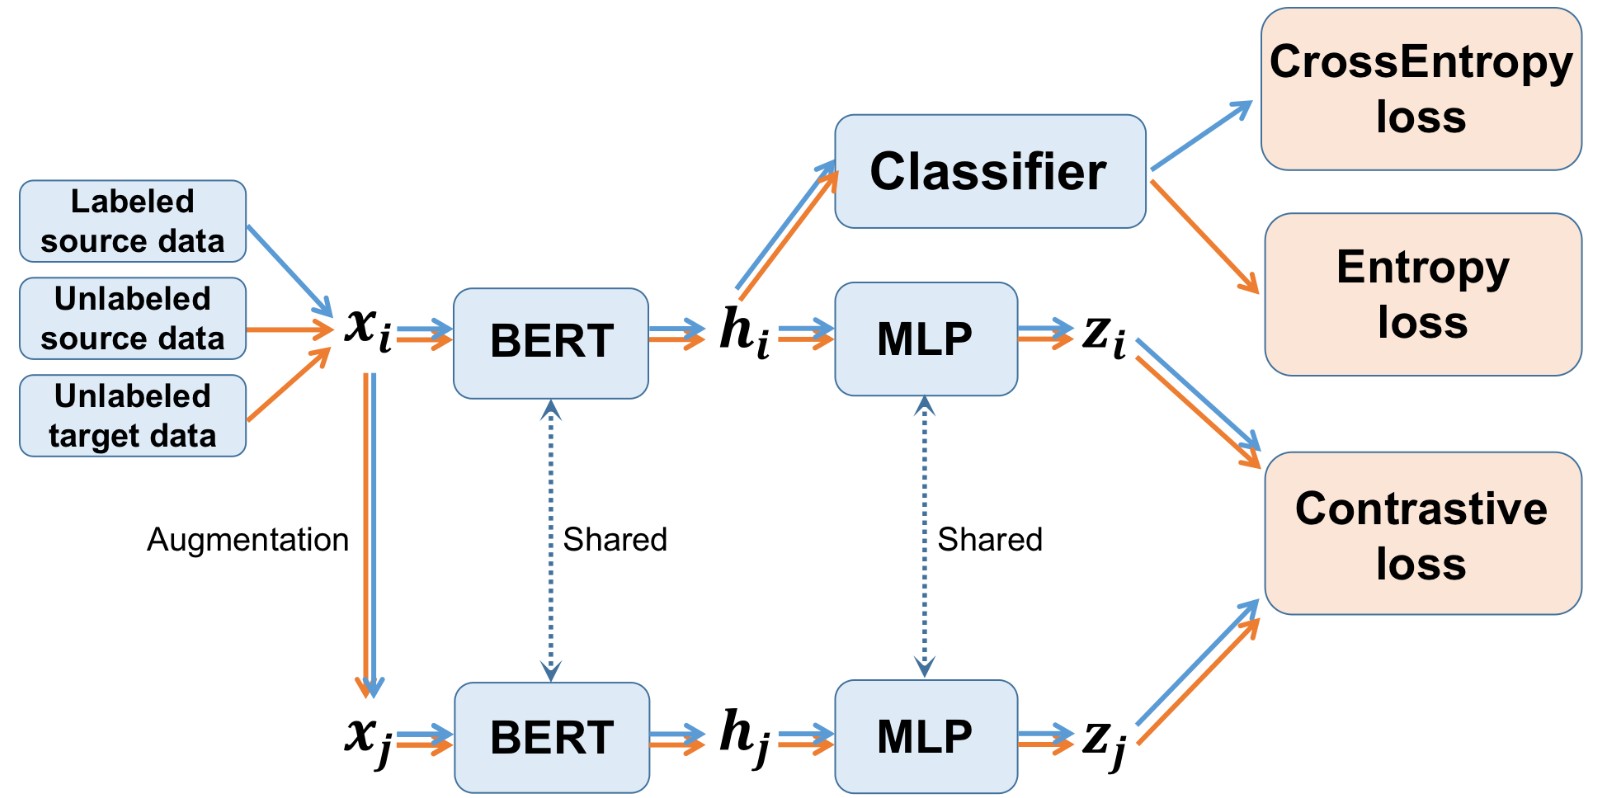 Labeled
source data
Unlabeled
source data
Unlabeled
target data
x_i
BERT
h_i
Classifier
MLP
z_i
CrossEntropy
loss
Entropy
loss
Contrastive
loss
Augmentation
Shared
Shared
x_j
BERT
h_j
MLP
z_j